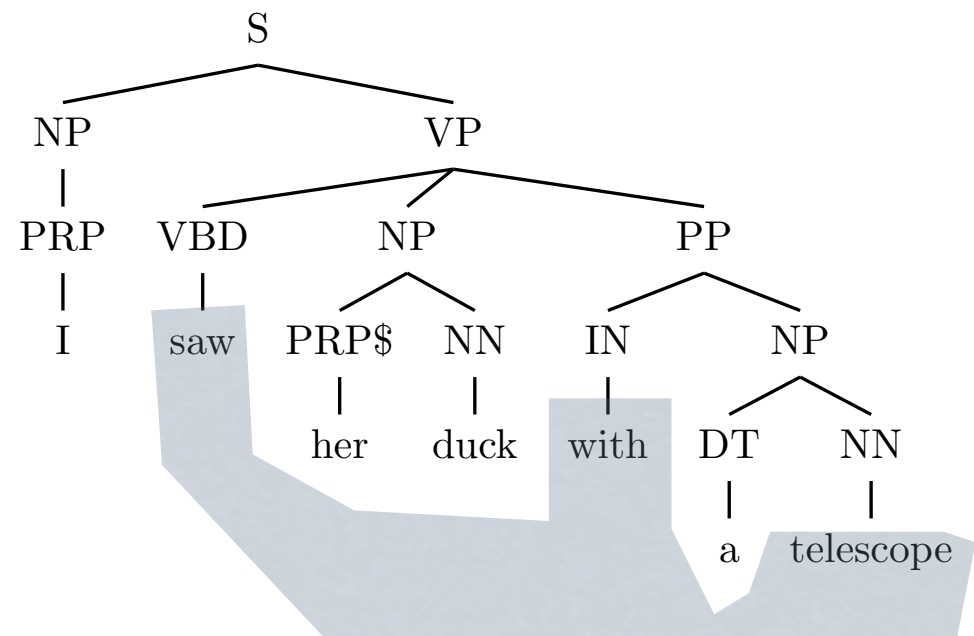 S
NP VP
PRP VBD NP PP
I saw PRP$ NN IN NP
her duck with DT NN
a telescope